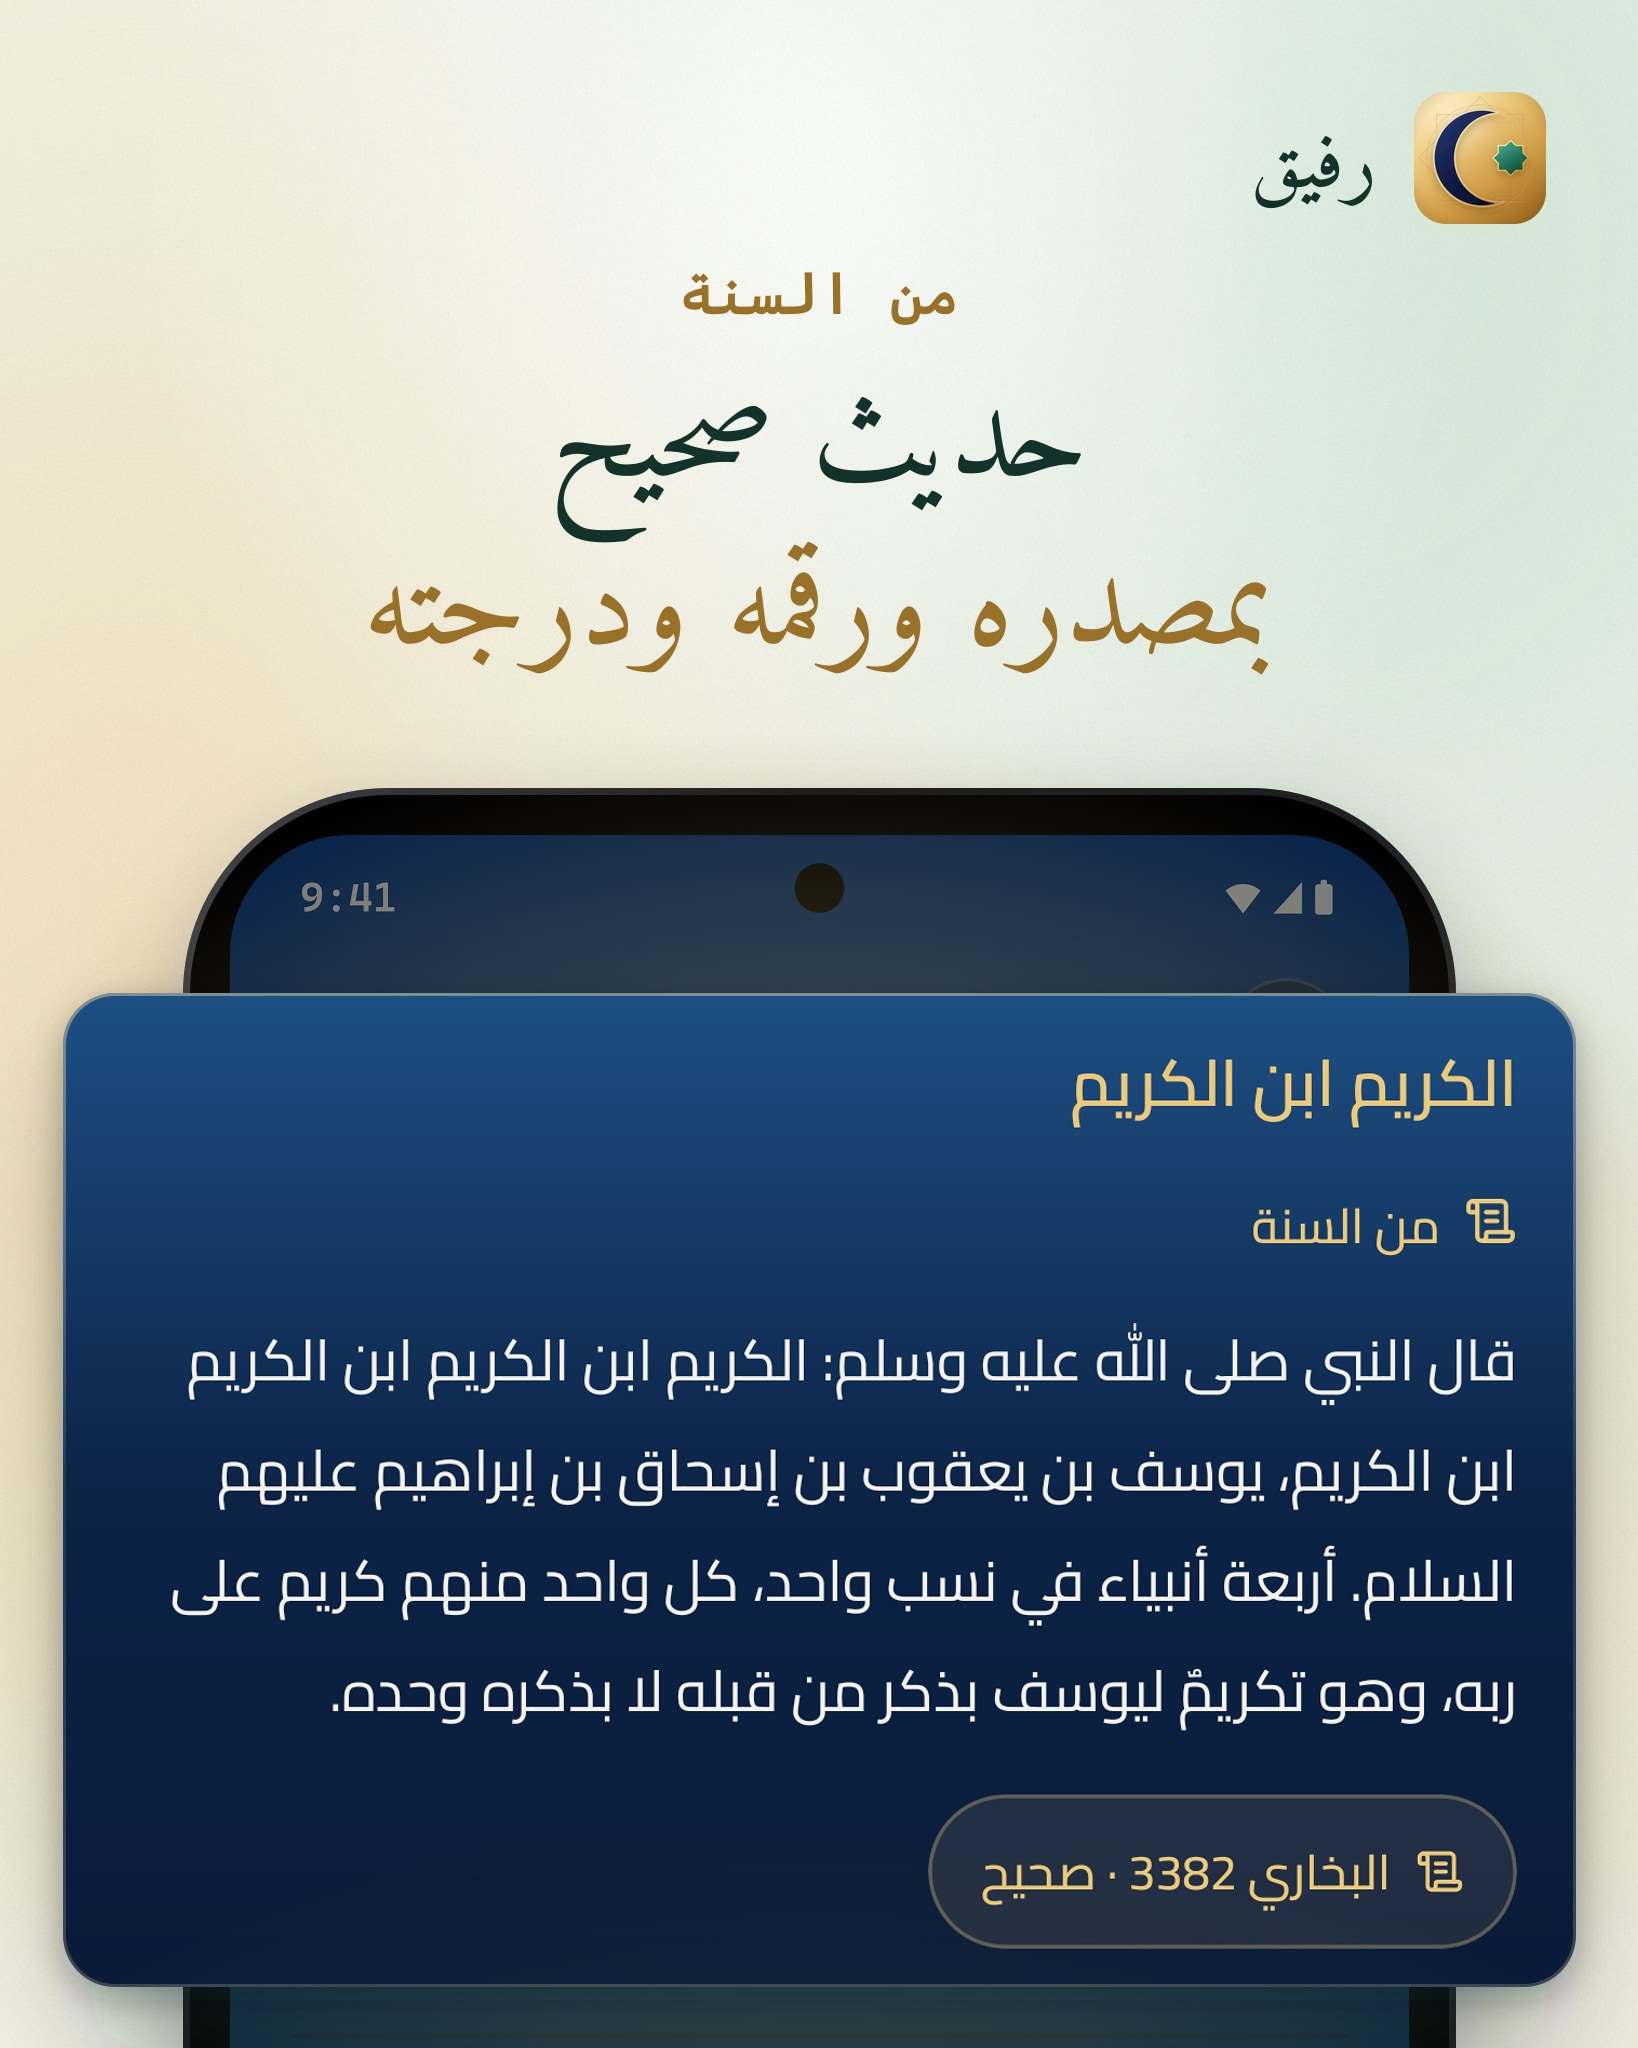 رفيق
من السنة
حديث صحيح
بمصدره ورقمه ودرجته
9:41
الكريم ابن الكريم
من السنة
قال النبي صلى الله عليه وسلم: الكريم ابن الكريم ابن الكريم
ابن الكريم، يوسف بن يعقوب بن إسحاق بن إبراهيم عليهم
السلام. أربعة أنبياء في نسب واحد، كل واحد منهم كريم على
ربه، وهو تكريمٌ ليوسف بذكر من قبله لا بذكره وحده.
البخاري 3382 · صحيح